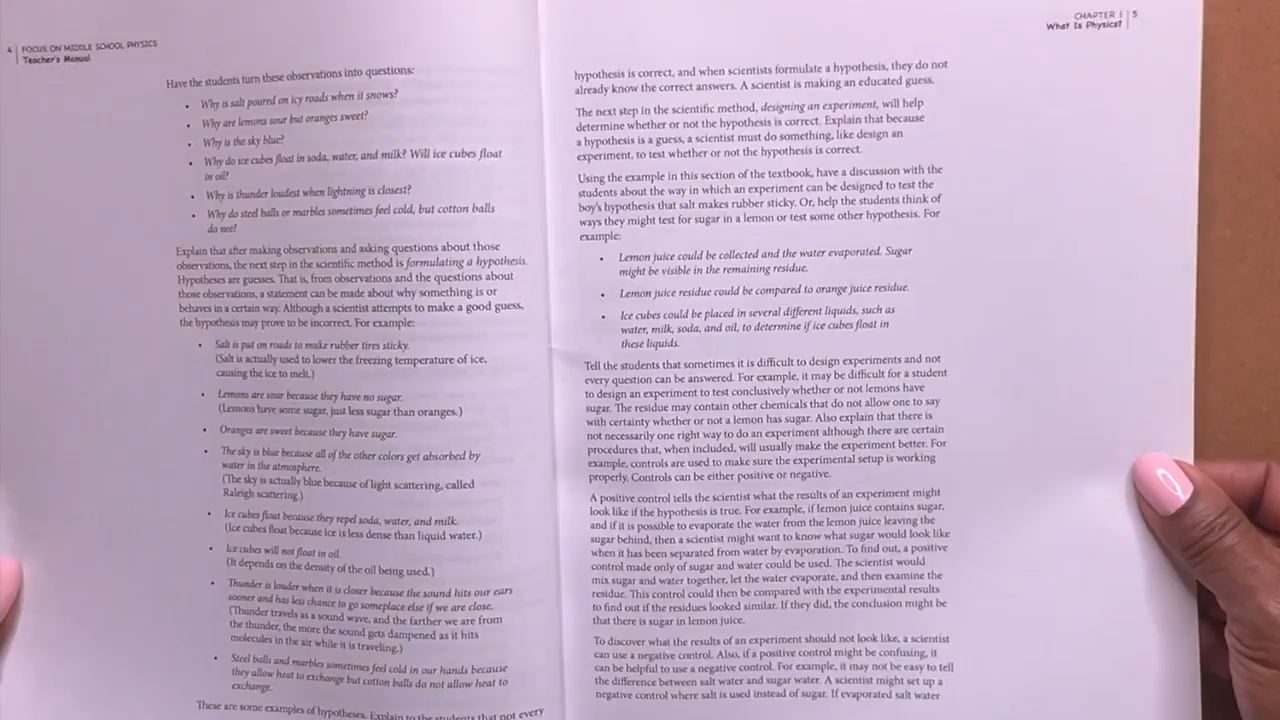 4 | FOCUS ON MIDDLE SCHOOL PHYSICS
Teacher's Manual
Have the students turn these observations into questions:
• Why is salt poured on icy roads when it snows?
• Why are lemons sour but oranges sweet?
• Why is the sky blue?
• Why do ice cubes float in soda, water, and milk? Will ice cubes float
in oil?
• Why is thunder loudest when lightning is closest?
• Why do steel balls or marbles sometimes feel cold, but cotton balls
do not?
Explain that after making observations and asking questions about those
observations, the next step in the scientific method is formulating a hypothesis.
Hypotheses are guesses. That is, from observations and the questions about
those observations, a statement can be made about why something is or
behaves in a certain way. Although a scientist attempts to make a good guess,
the hypothesis may prove to be incorrect. For example:
• Salt is put on roads to make rubber tires sticky.
(Salt is actually used to lower the freezing temperature of ice,
causing the ice to melt.)
• Lemons are sour because they have no sugar.
(Lemons have some sugar, just less sugar than oranges.)
• Oranges are sweet because they have sugar.
• The sky is blue because all of the other colors get absorbed by
water in the atmosphere.
(The sky is actually blue because of light scattering, called
Raleigh scattering.)
• Ice cubes float because they repel soda, water, and milk.
(Ice cubes float because ice is less dense than liquid water.)
• Ice cubes will not float in oil.
(It depends on the density of the oil being used.)
• Thunder is louder when it is closer because the sound hits our ears
sooner and has less chance to go someplace else if we are close.
(Thunder travels as a sound wave, and the farther we are from
the thunder, the more the sound gets dampened as it hits
molecules in the air while it is traveling.)
• Steel balls and marbles sometimes feel cold in our hands because
they allow heat to exchange but cotton balls do not allow heat to
exchange.
These are some examples of hypotheses. Explain to the students that not every
CHAPTER 1 | 5
What Is Physics?
hypothesis is correct, and when scientists formulate a hypothesis, they do not
already know the correct answers. A scientist is making an educated guess.
The next step in the scientific method, designing an experiment, will help
determine whether or not the hypothesis is correct. Explain that because
a hypothesis is a guess, a scientist must do something, like design an
experiment, to test whether or not the hypothesis is correct.
Using the example in this section of the textbook, have a discussion with the
students about the way in which an experiment can be designed to test the
boy's hypothesis that salt makes rubber sticky. Or, help the students think of
ways they might test for sugar in a lemon or test some other hypothesis. For
example:
• Lemon juice could be collected and the water evaporated. Sugar
might be visible in the remaining residue.
• Lemon juice residue could be compared to orange juice residue.
• Ice cubes could be placed in several different liquids, such as
water, milk, soda, and oil, to determine if ice cubes float in
these liquids.
Tell the students that sometimes it is difficult to design experiments and not
every question can be answered. For example, it may be difficult for a student
to design an experiment to test conclusively whether or not lemons have
sugar. The residue may contain other chemicals that do not allow one to say
with certainty whether or not a lemon has sugar. Also explain that there is
not necessarily one right way to do an experiment although there are certain
procedures that, when included, will usually make the experiment better. For
example, controls are used to make sure the experimental setup is working
properly. Controls can be either positive or negative.
A positive control tells the scientist what the results of an experiment might
look like if the hypothesis is true. For example, if lemon juice contains sugar,
and if it is possible to evaporate the water from the lemon juice leaving the
sugar behind, then a scientist might want to know what sugar would look like
when it has been separated from water by evaporation. To find out, a positive
control made only of sugar and water could be used. The scientist would
mix sugar and water together, let the water evaporate, and then examine the
residue. This control could then be compared with the experimental results
to find out if the residues looked similar. If they did, the conclusion might be
that there is sugar in lemon juice.
To discover what the results of an experiment should not look like, a scientist
can use a negative control. Also, if a positive control might be confusing, it
can be helpful to use a negative control. For example, it may not be easy to tell
the difference between salt water and sugar water. A scientist might set up a
negative control where salt is used instead of sugar. If evaporated salt water